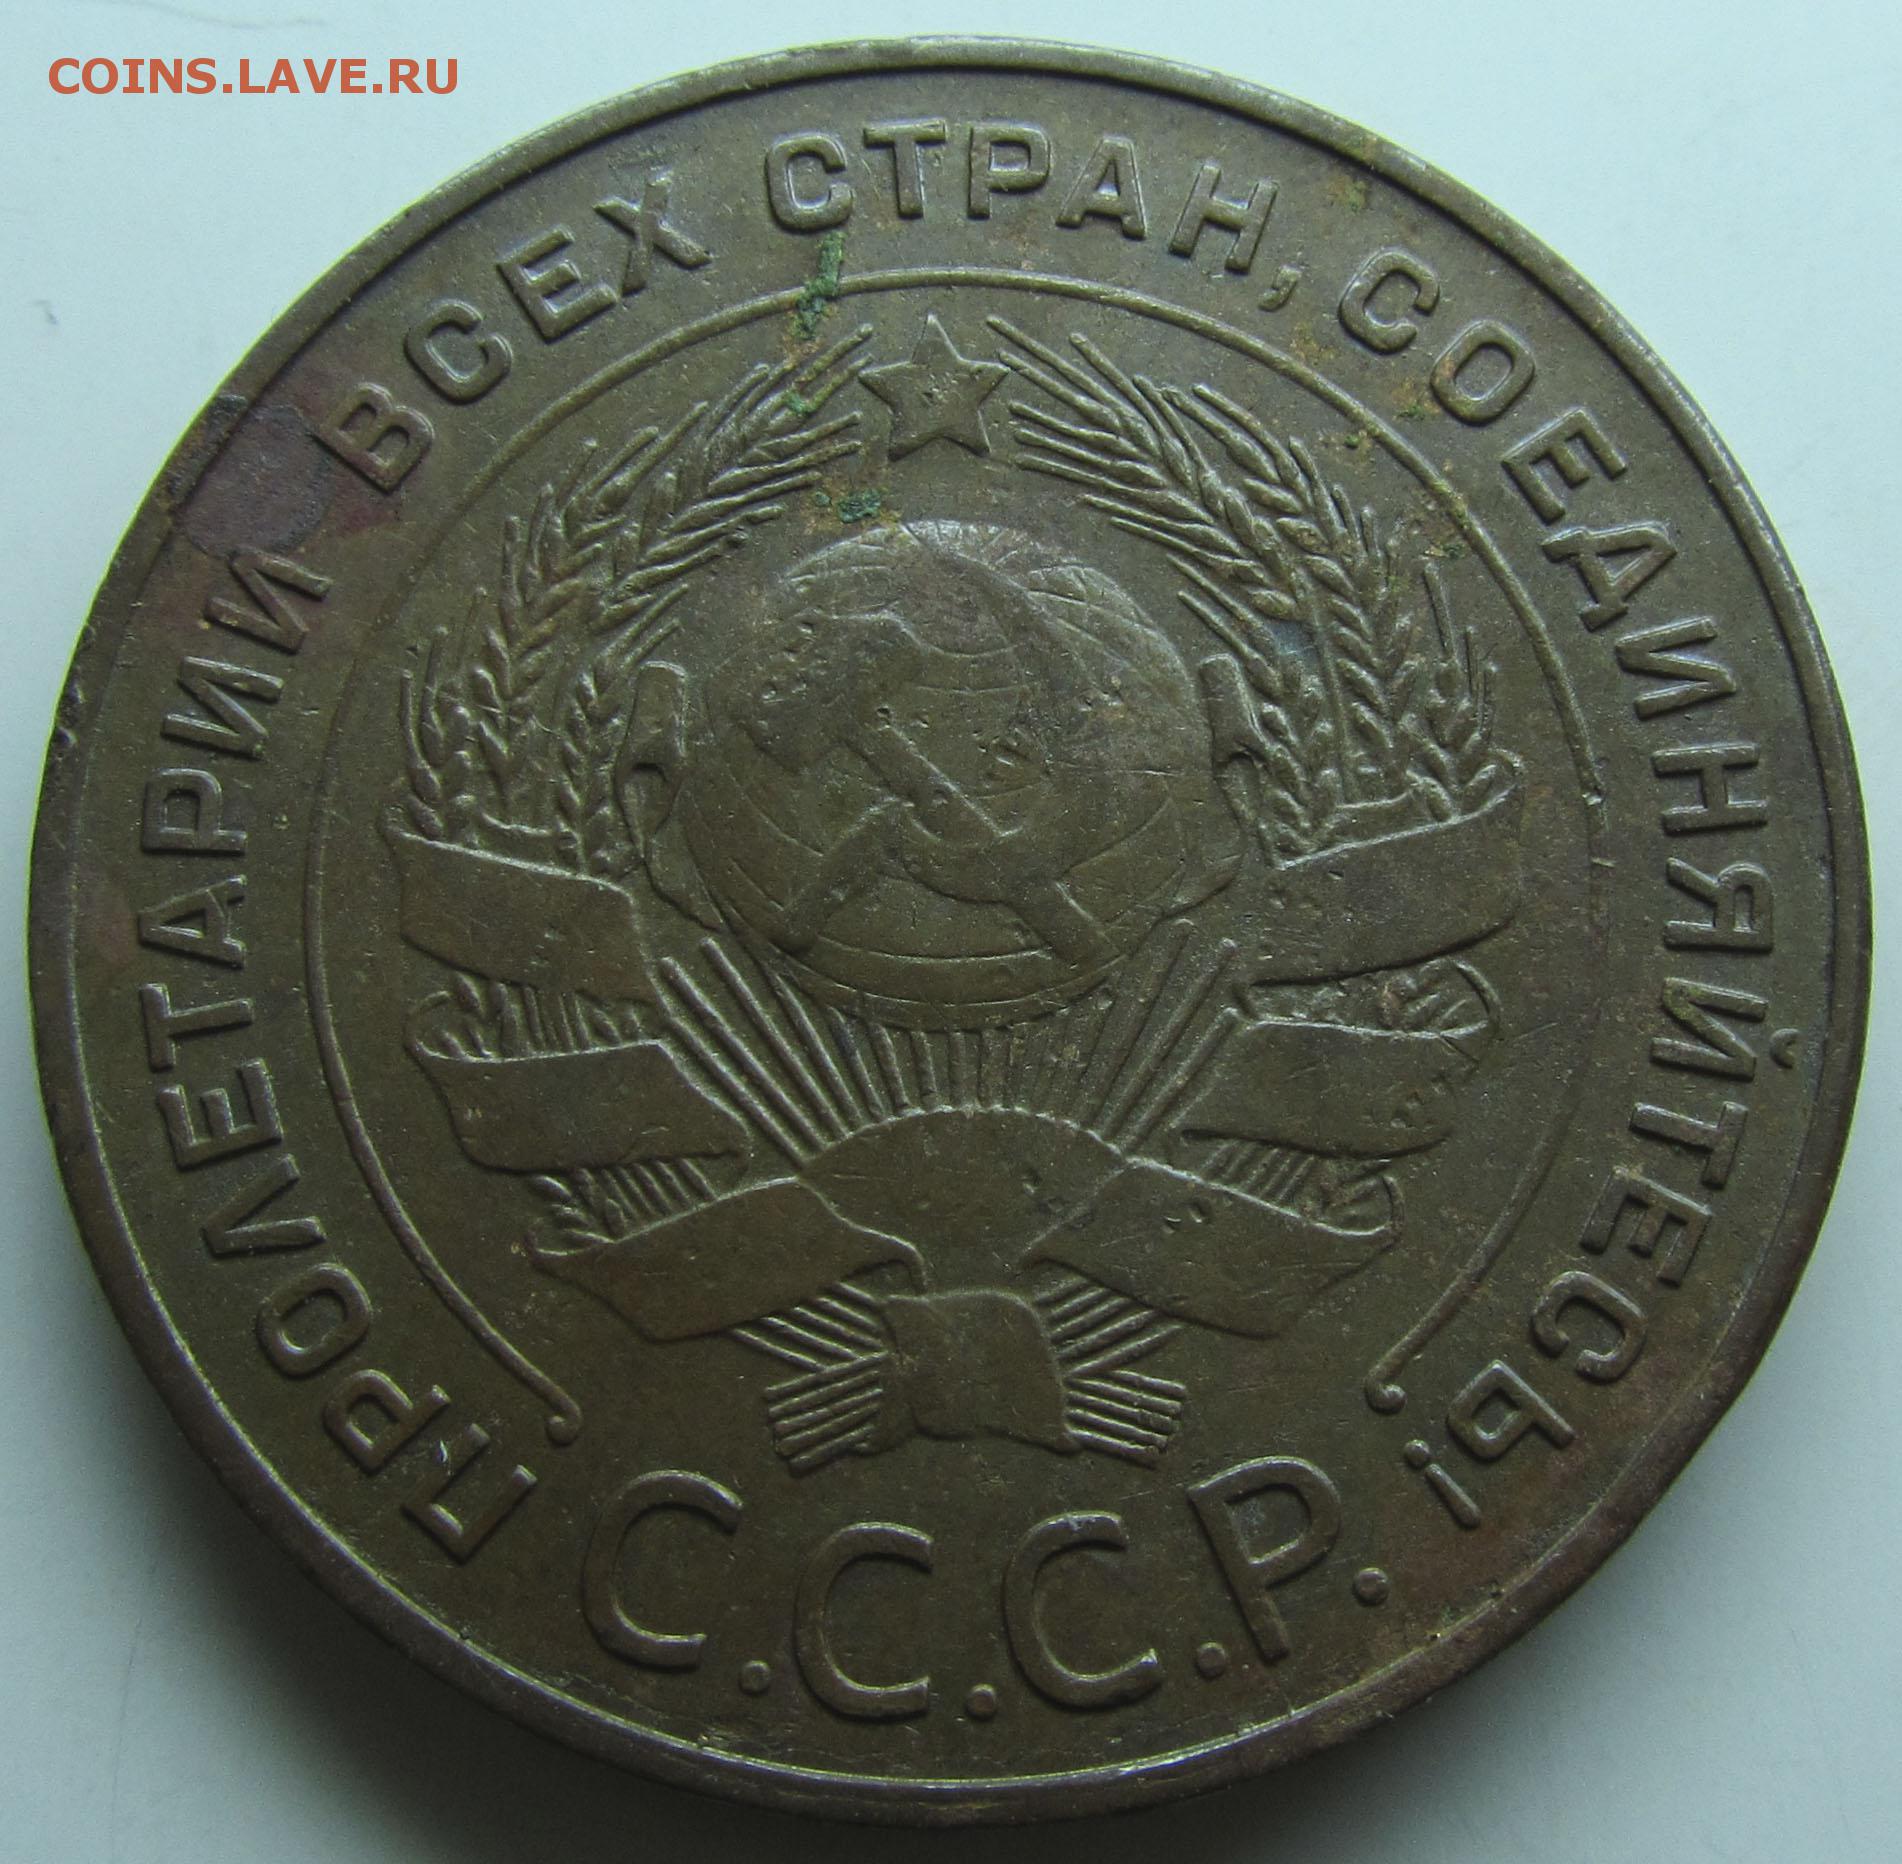 COINS.LAVE.RU
ПРОЛЕТАРИИ ВСЕХ СТРАН, СОЕДИНЯЙТЕСЬ!
С.С.С.Р.